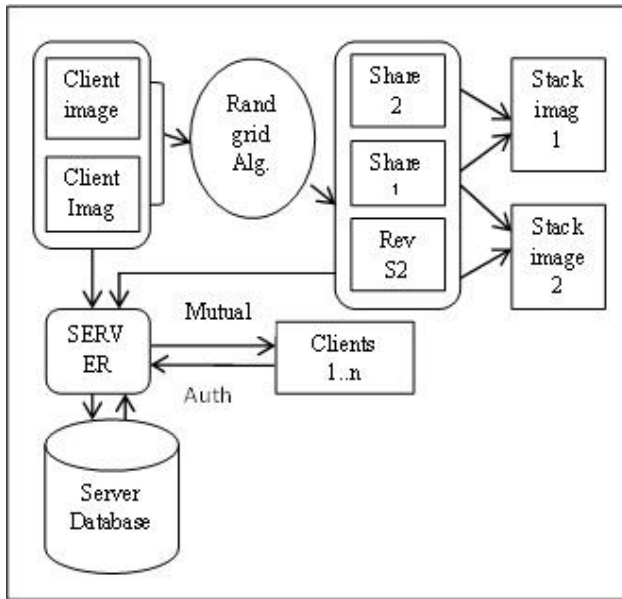 Client
image
Client
Imag
Rand
grid
Alg.
Share
2
Share
1
Rev
S2
Stack
imag
1
Stack
image
2
SERV
ER
Mutual
Auth
Clients
1..n
Server
Database